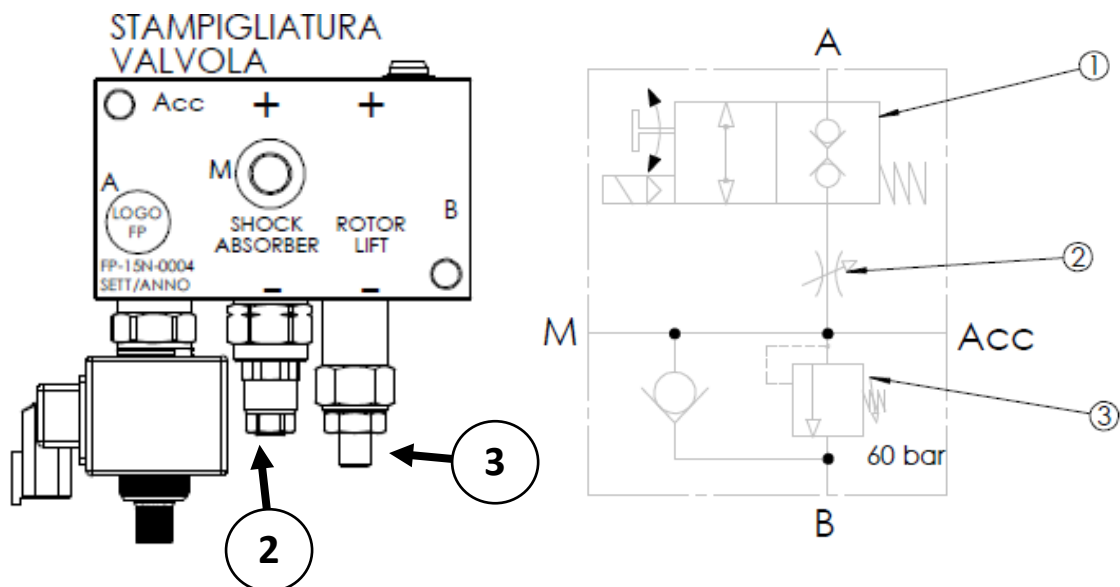 STAMPIGLIATURA
VALVOLA
Acc + +
M
A
LOGO
FP
SHOCK
ABSORBER
ROTOR
LIFT
B
FP-15N-0004
SETT/ANNO
- -
2
3
A
1
2
M
Acc
3
60 bar
B